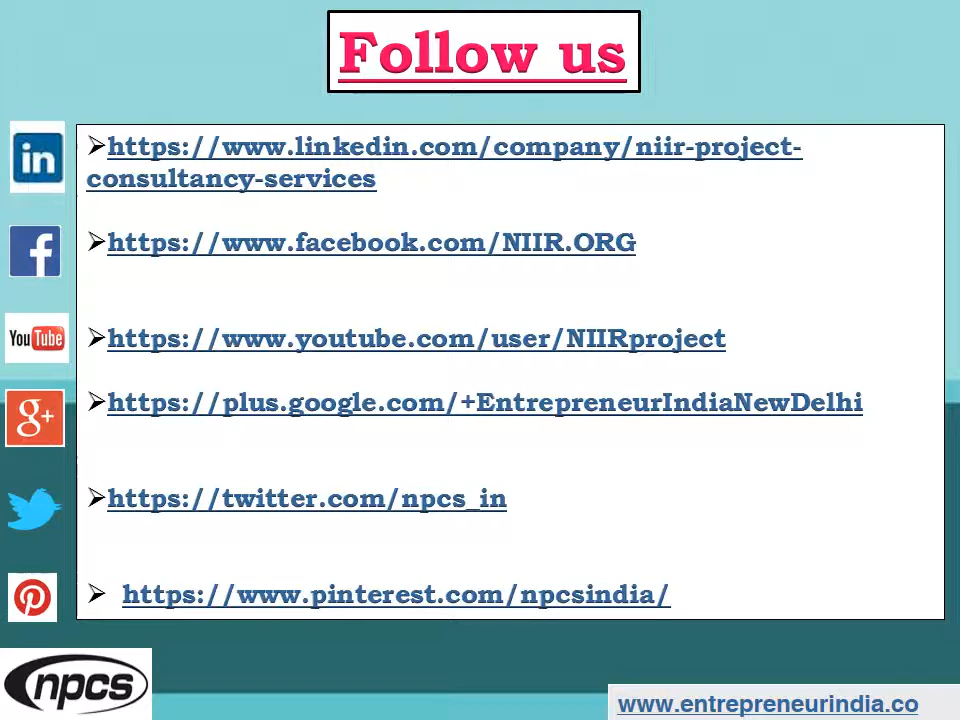 Follow us
in
➢https://www.linkedin.com/company/niir-project-
consultancy-services
f
➢https://www.facebook.com/NIIR.ORG
YouTube
➢https://www.youtube.com/user/NIIRproject
g+
➢https://plus.google.com/+EntrepreneurIndiaNewDelhi
➢https://twitter.com/npcs_in
➢ https://www.pinterest.com/npcsindia/
npcs
www.entrepreneurindia.co